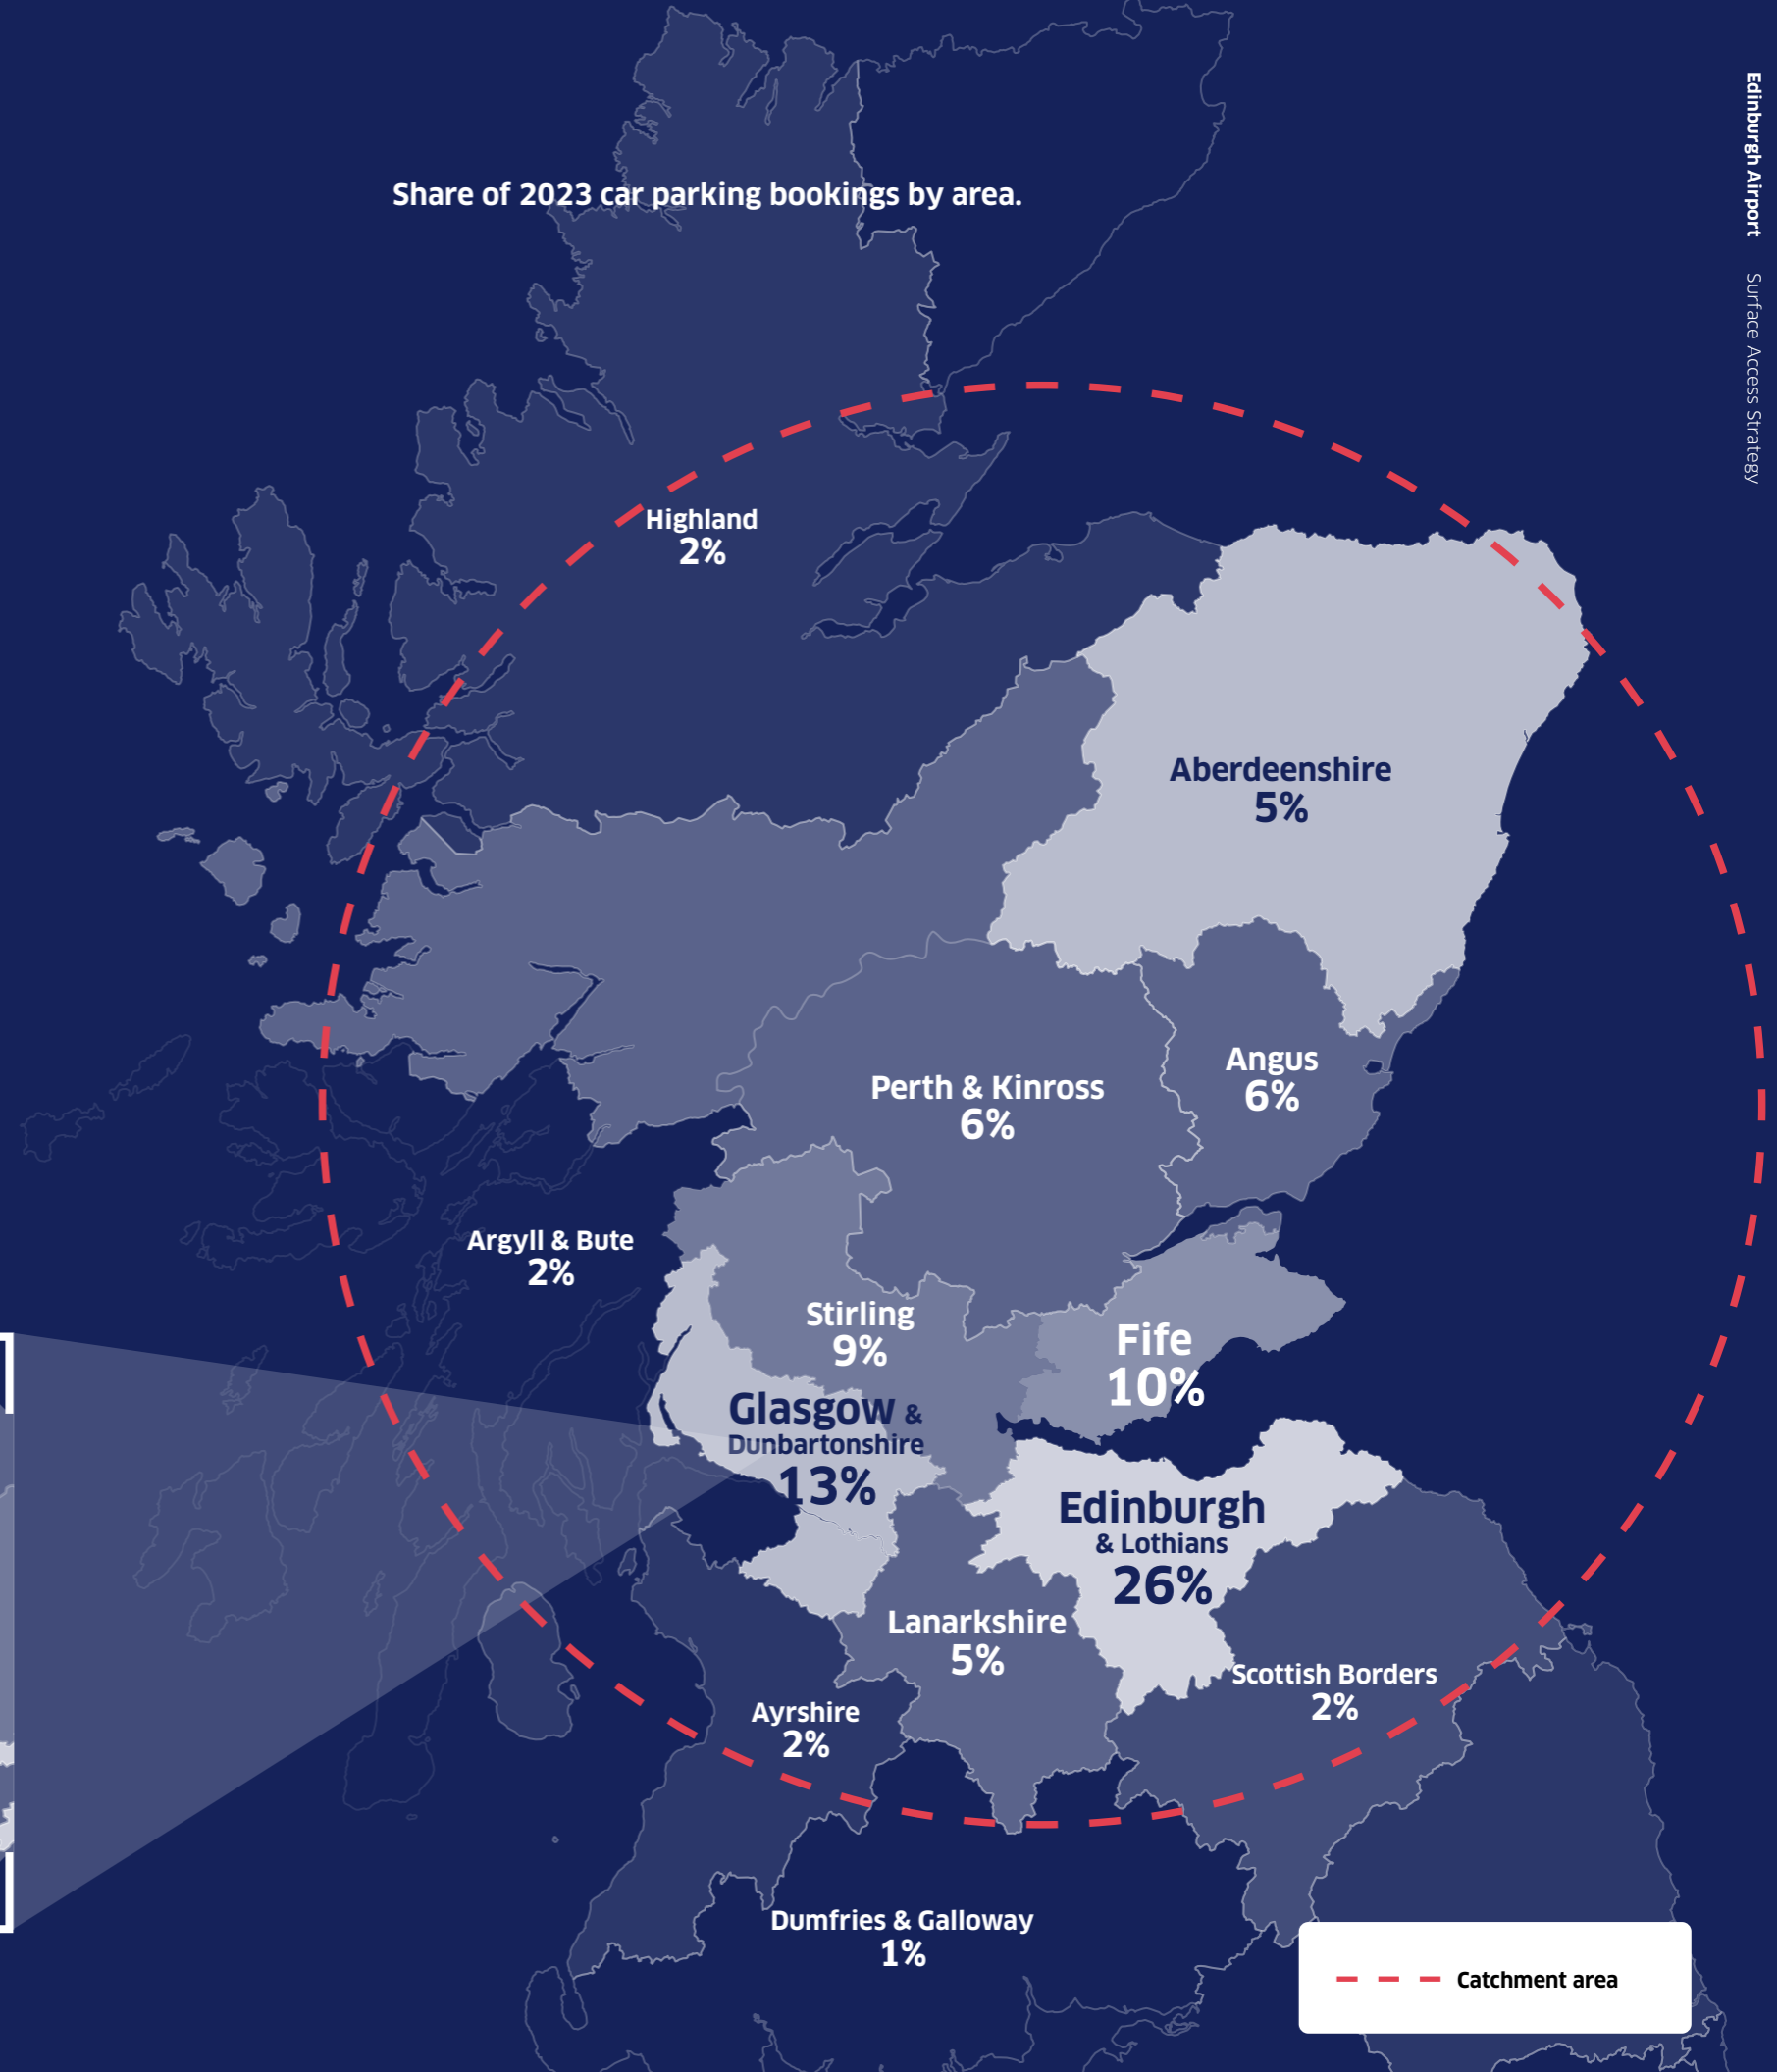 Edinburgh Airport Surface Access Strategy
Share of 2023 car parking bookings by area.
Highland
2%
Aberdeenshire
5%
Angus
6%
Perth & Kinross
6%
Argyll & Bute
2%
Stirling
9%
Fife
10%
Glasgow &
Dunbartonshire
13%
Edinburgh
& Lothians
26%
Lanarkshire
5%
Scottish Borders
2%
Ayrshire
2%
Dumfries & Galloway
1%
Catchment area